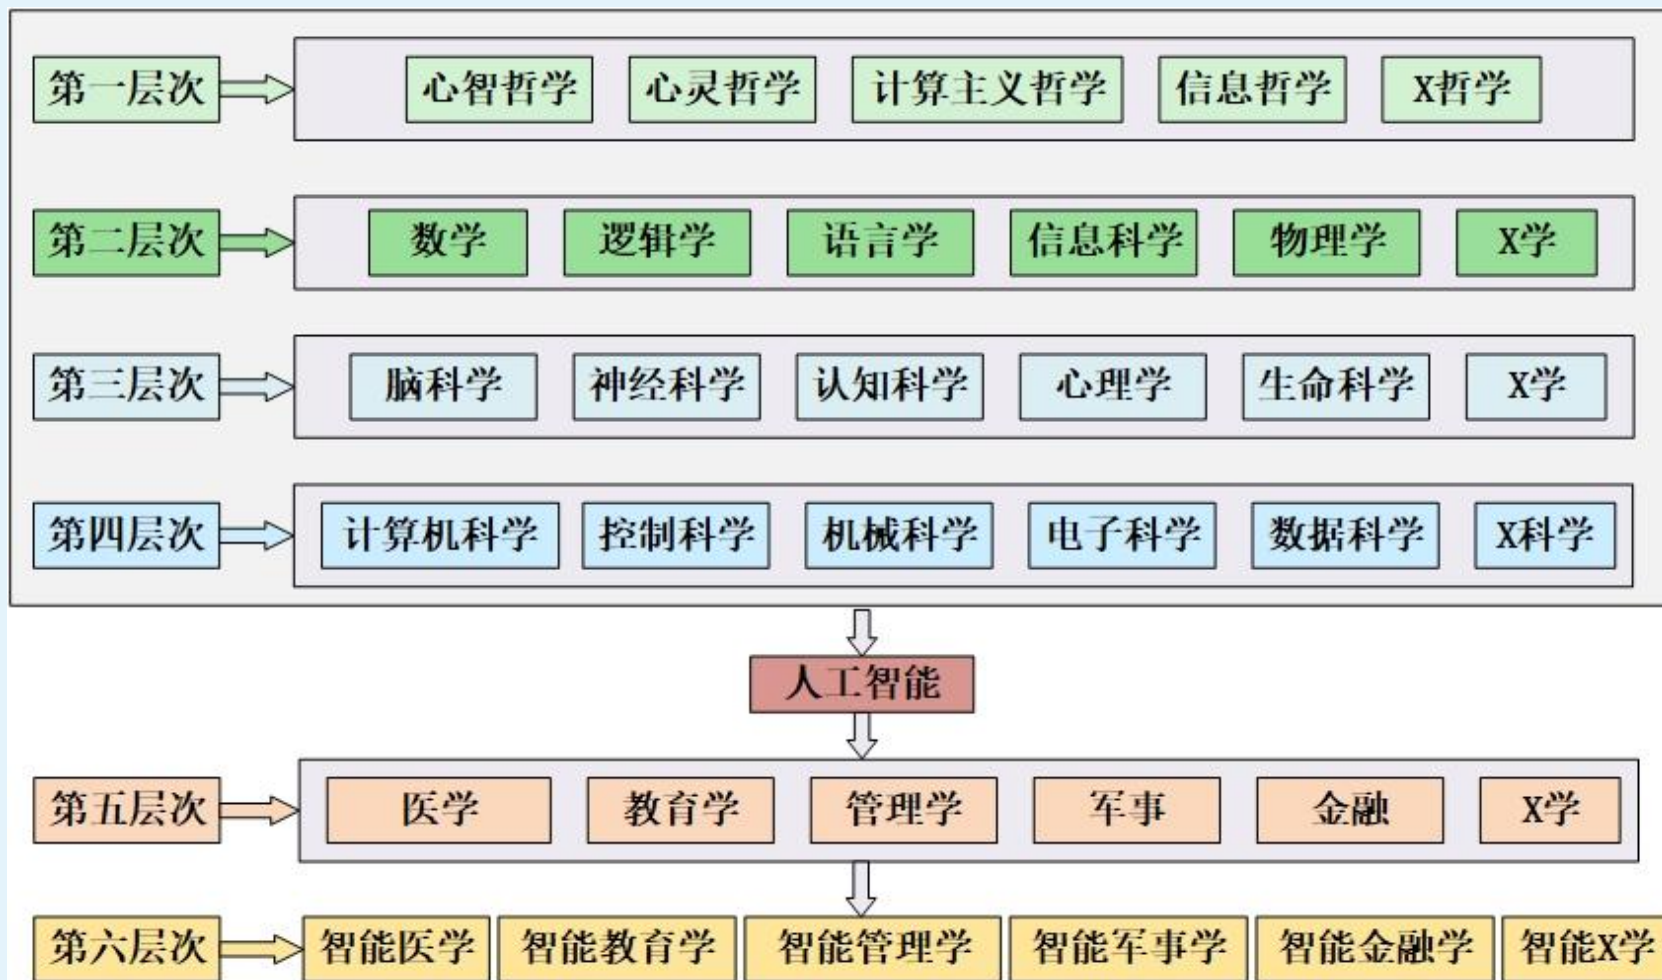 第一层次 心智哲学 心灵哲学 计算主义哲学 信息哲学 X哲学
第二层次 数学 逻辑学 语言学 信息科学 物理学 X学
第三层次 脑科学 神经科学 认知科学 心理学 生命科学 X学
第四层次 计算机科学 控制科学 机械科学 电子科学 数据科学 X科学
人工智能
第五层次 医学 教育学 管理学 军事 金融 X学
第六层次 智能医学 智能教育学 智能管理学 智能军事学 智能金融学 智能X学